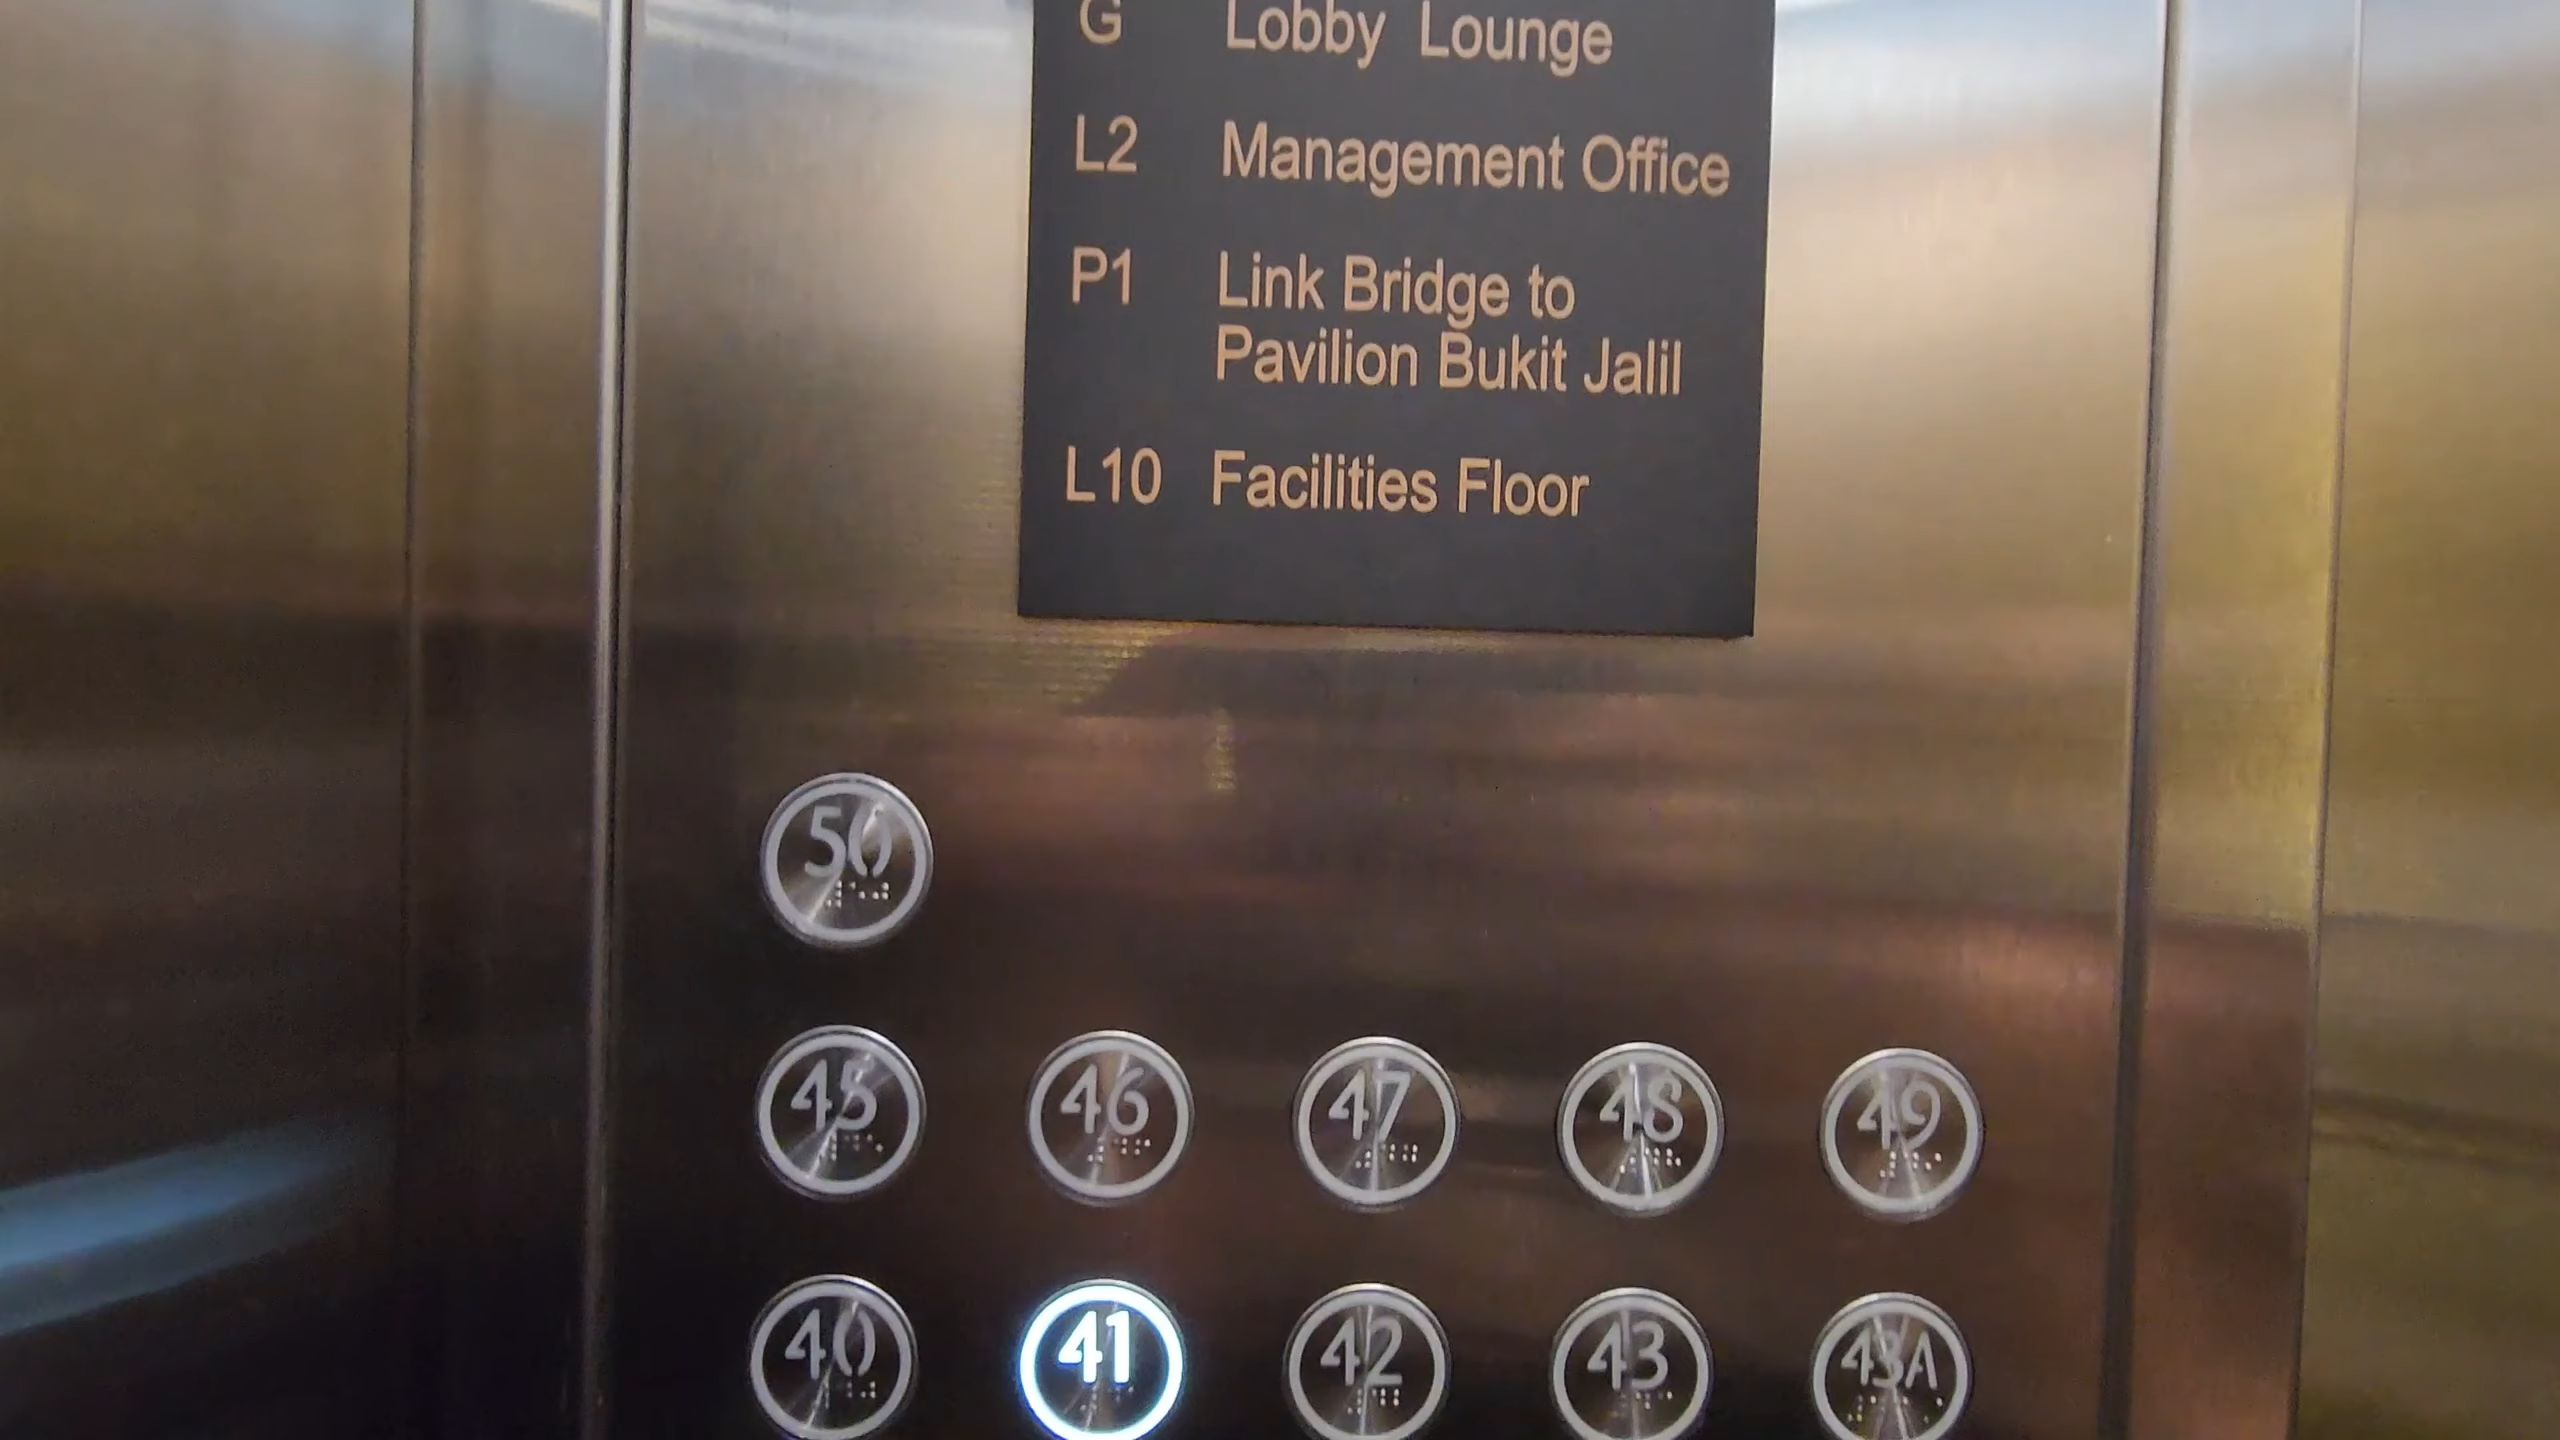 G Lobby Lounge
L2 Management Office
P1 Link Bridge to
Pavilion Bukit Jalil
L10 Facilities Floor
50
45 46 47 48 49
40 41 42 43 43A